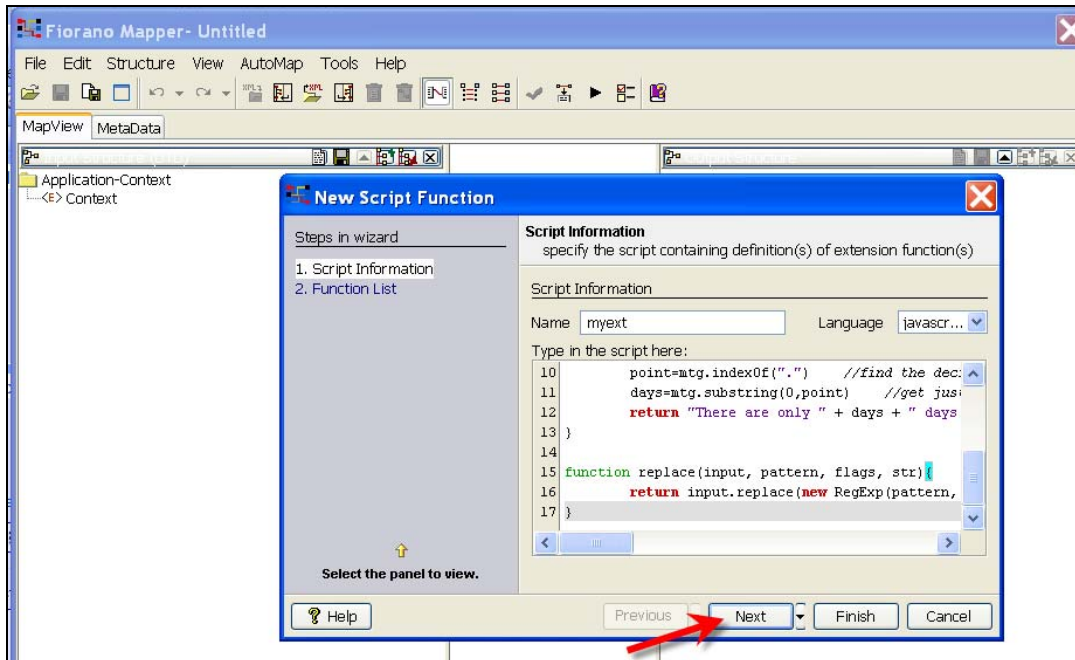 Fiorano Mapper- Untitled
File Edit Structure View AutoMap Tools Help
MapView MetaData
Application-Context
<E> Context
New Script Function
Steps in wizard
1. Script Information
2. Function List
Select the panel to view.
Script Information
specify the script containing definition(s) of extension function(s)
Script Information
Name myext Language javascr...
Type in the script here:
10 point=mtg.indexOf(".") //find the deci
11 days=mtg.substring(0,point) //get jus
12 return "There are only " + days + " days
13 }
14
15 function replace(input, pattern, flags, str){
16 return input.replace(new RegExp(pattern,
17 }
Help Previous Next Finish Cancel